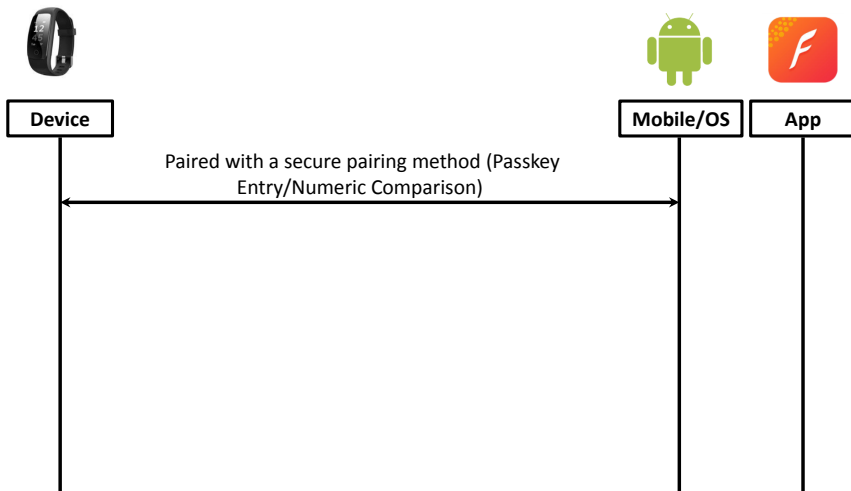 Device
Mobile/OS
App
Paired with a secure pairing method (Passkey
Entry/Numeric Comparison)